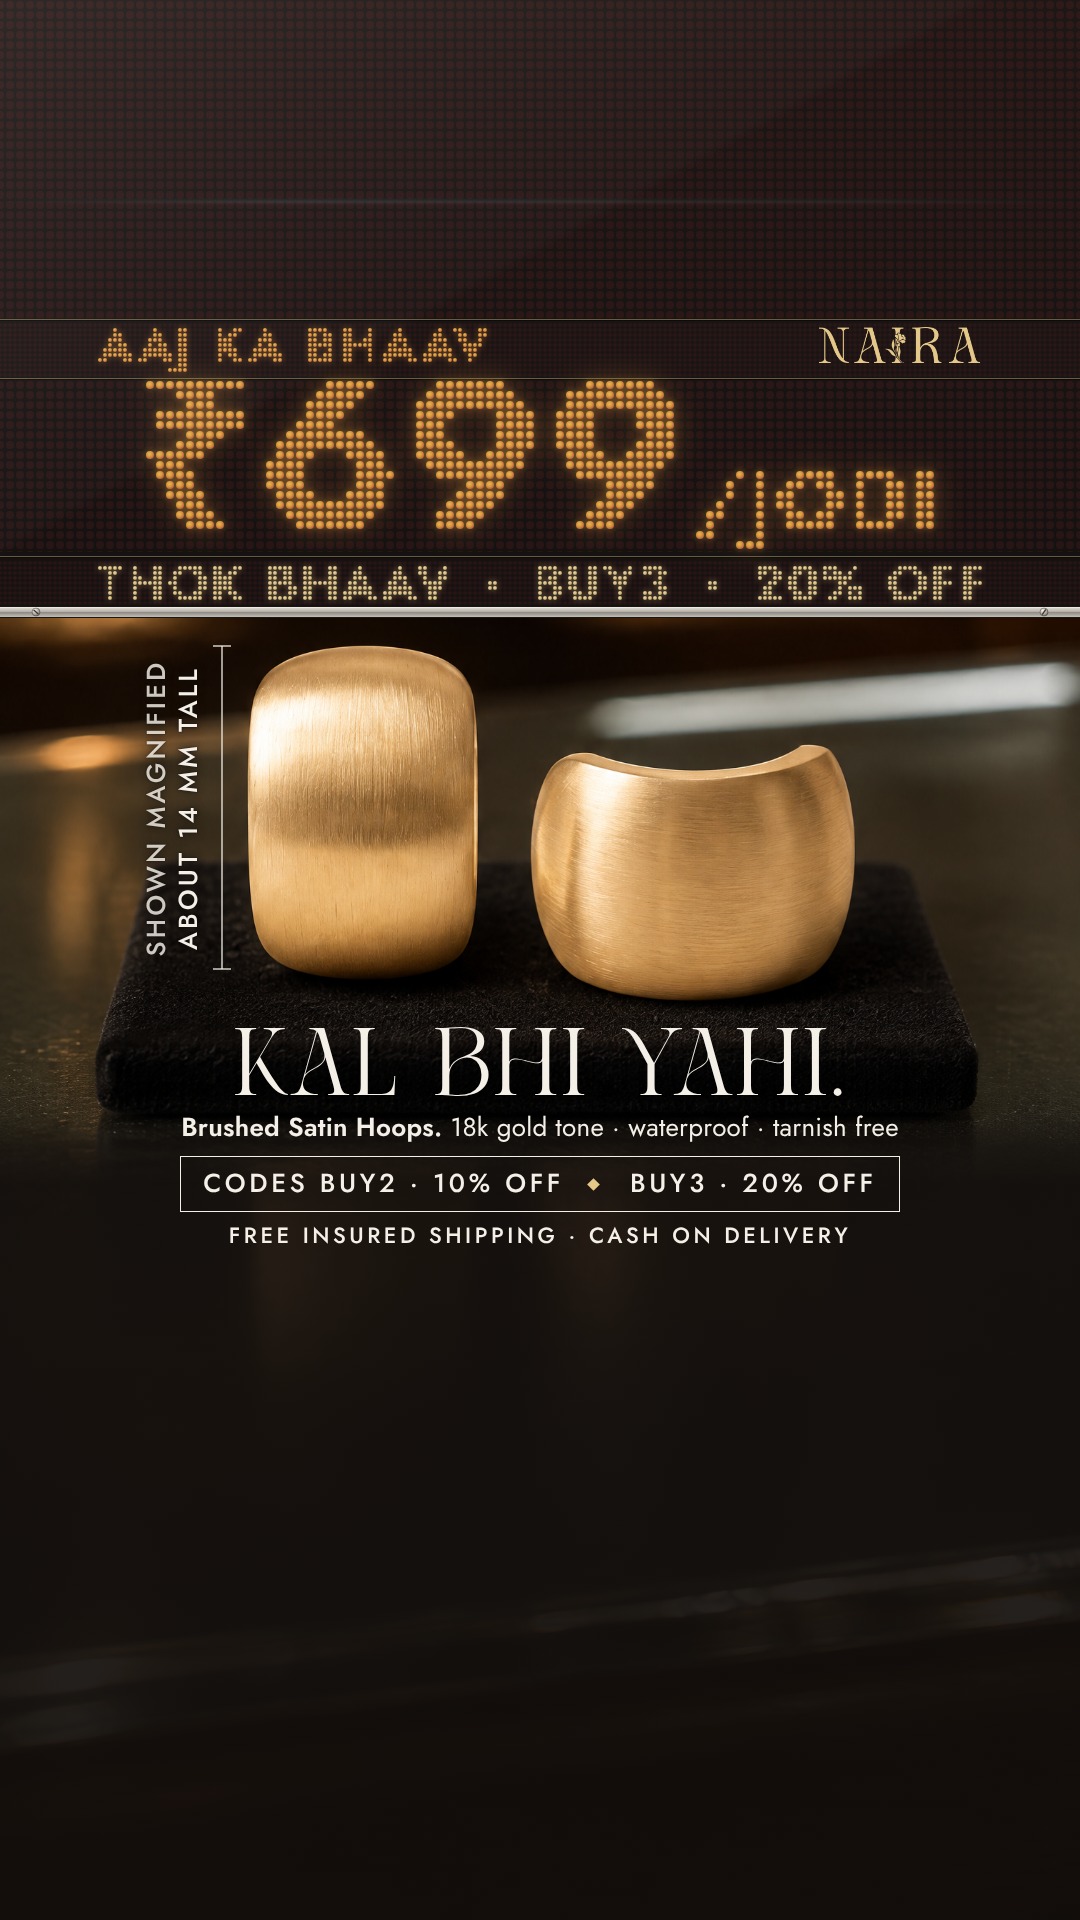 AAJ KA BHAAV
NAIRA
₹699/JODI
THOK BHAAV · BUY3 · 20% OFF
SHOWN MAGNIFIED
ABOUT 14 MM TALL
KAL BHI YAHI.
Brushed Satin Hoops. 18k gold tone · waterproof · tarnish free
CODES BUY2 · 10% OFF ◆ BUY3 · 20% OFF
FREE INSURED SHIPPING · CASH ON DELIVERY